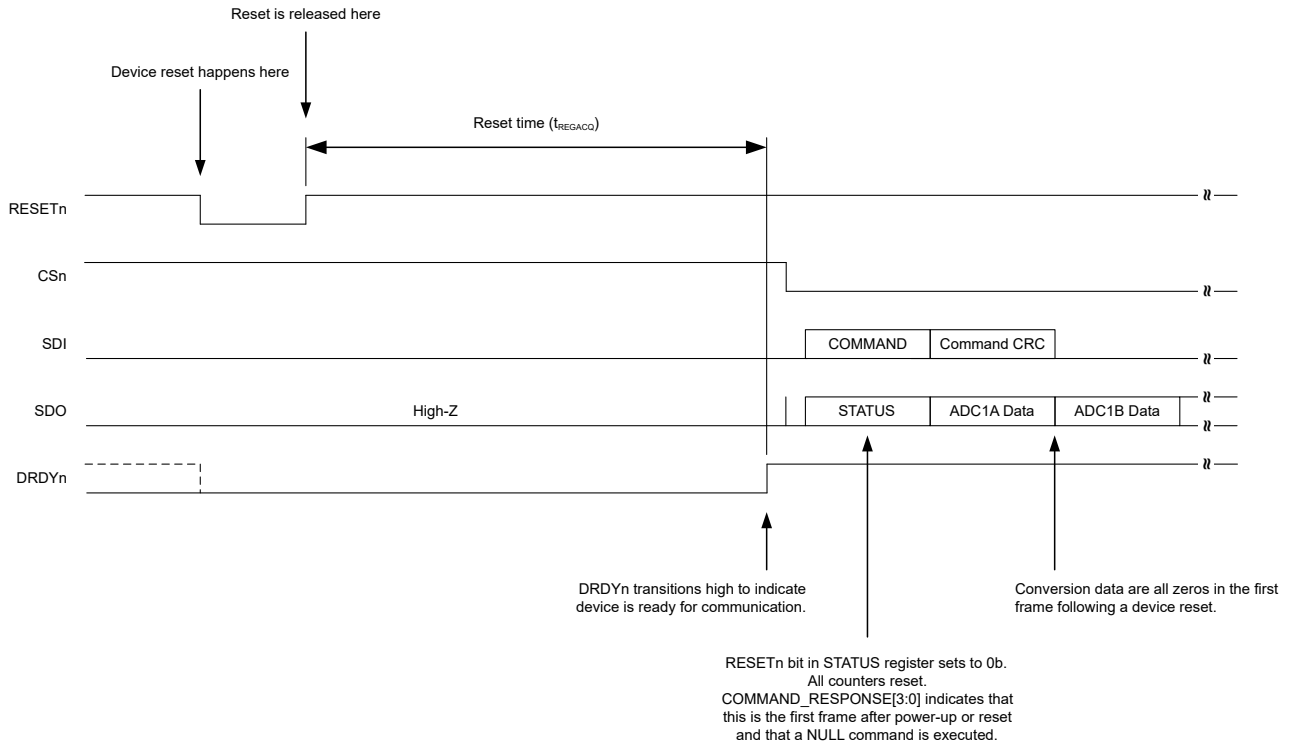 Reset is released here
Device reset happens here
Reset time (tREGACQ)
RESETn
CSn
SDI
COMMAND
Command CRC
SDO
High-Z
STATUS
ADC1A Data
ADC1B Data
DRDYn
DRDYn transitions high to indicate
device is ready for communication.
Conversion data are all zeros in the first
frame following a device reset.
RESETn bit in STATUS register sets to 0b.
All counters reset.
COMMAND_RESPONSE[3:0] indicates that
this is the first frame after power-up or reset
and that a NULL command is executed.